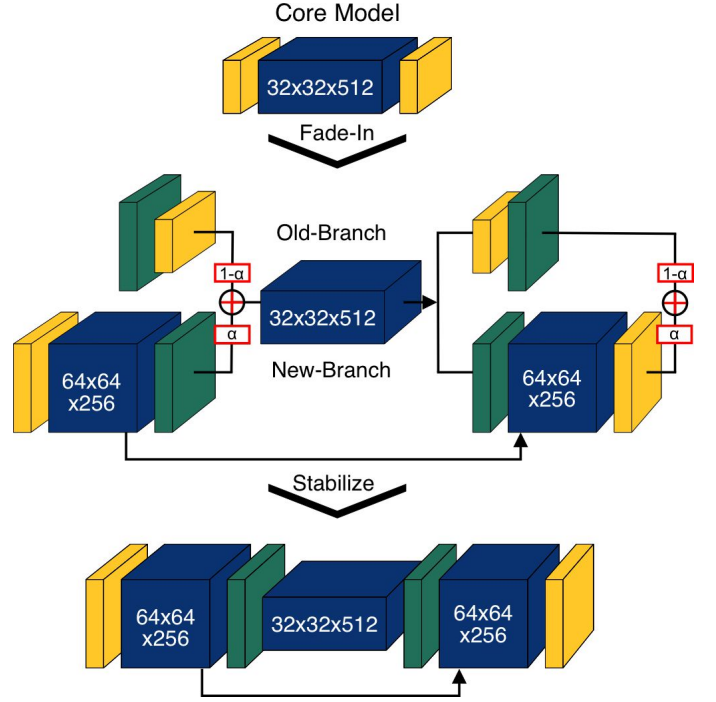 Core Model
32x32x512
Fade-In
Old-Branch
1-α
1-α
32x32x512
α
α
New-Branch
64x64
x256
64x64
x256
Stabilize
64x64
x256
32x32x512
64x64
x256